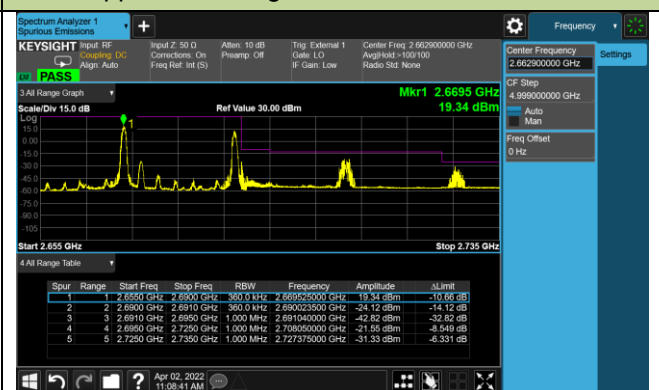 Spectrum Analyzer 1
Spurious Emissions
Frequency
KEYSIGHT
Input: RF
Coupling: DC
Align: Auto
Input Z: 50 Ω
Corrections: On
Freq Ref: Int (S)
Atten: 10 dB
Preamp: Off
Trig: External 1
Gate: LO
IF Gain: Low
Center Freq: 2.662900000 GHz
Avg|Hold:>100/100
Radio Std: None
PASS
Center Frequency
2.662900000 GHz
Settings
CF Step
4.999000000 GHz
Auto
Man
Freq Offset
0 Hz
3 All Range Graph
Mkr1 2.6695 GHz
19.34 dBm
Scale/Div 15.0 dB
Ref Value 30.00 dBm
Log
15.0
0.00
-15.0
-30.0
-45.0
-60.0
-75.0
-90.0
-105
1
Start 2.655 GHz
Stop 2.735 GHz
4 All Range Table
Spur Range Start Freq Stop Freq RBW Frequency Amplitude ΔLimit
1 1 2.6550 GHz 2.6900 GHz 360.0 kHz 2.669525000 GHz 19.34 dBm -10.66 dB
2 2 2.6900 GHz 2.6910 GHz 360.0 kHz 2.690023500 GHz -24.12 dBm -14.12 dB
3 3 2.6910 GHz 2.6950 GHz 1.000 MHz 2.691040000 GHz -42.82 dBm -32.82 dB
4 4 2.6950 GHz 2.7250 GHz 1.000 MHz 2.708050000 GHz -21.55 dBm -8.549 dB
5 5 2.7250 GHz 2.7350 GHz 1.000 MHz 2.727375000 GHz -31.33 dBm -6.331 dB
Apr 02, 2022
11:08:41 AM